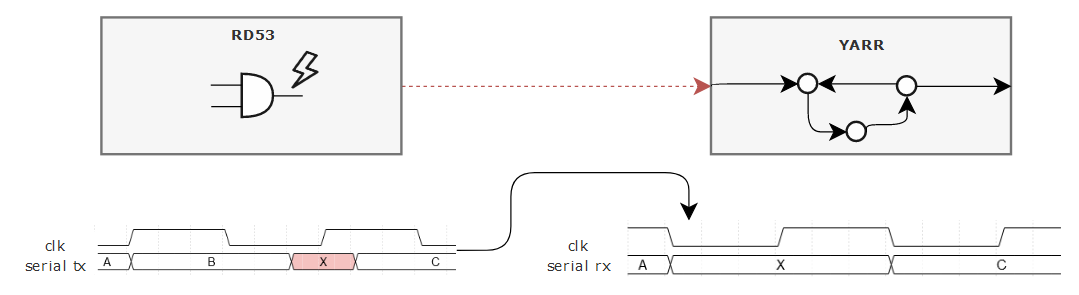 RD53
YARR
clk
serial tx
A B X C
clk
serial rx
A X C